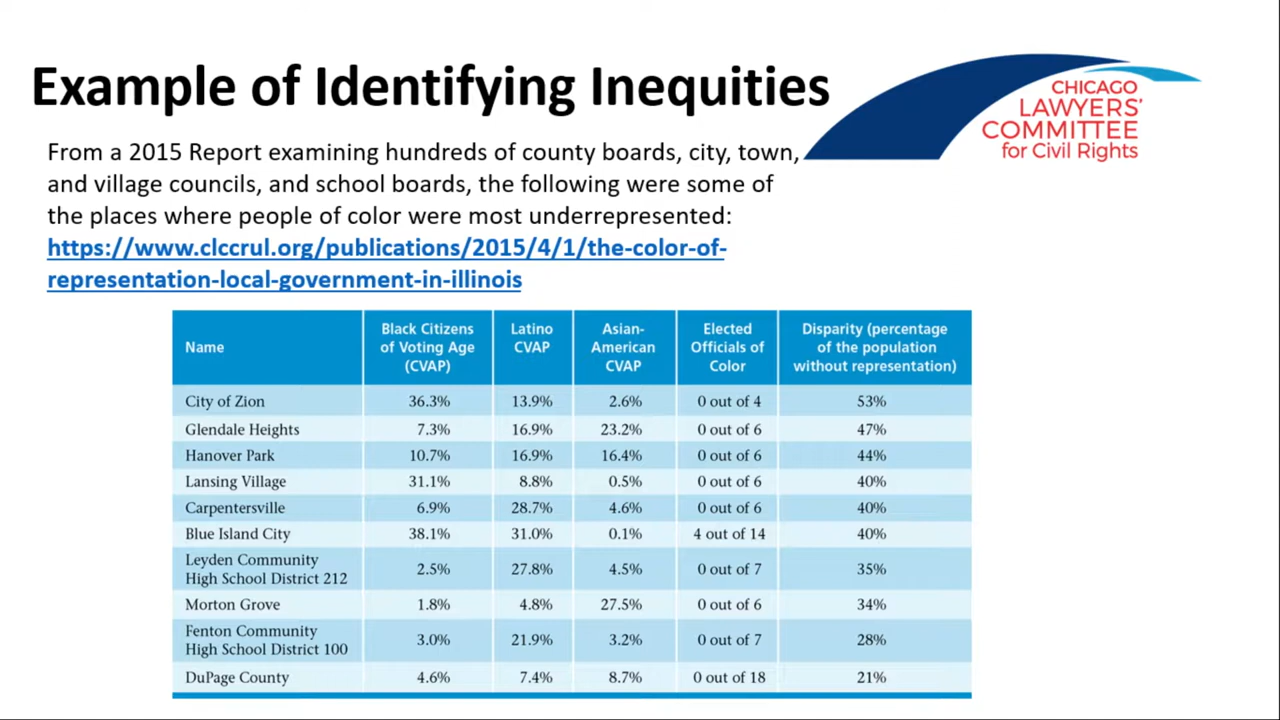 Example of Identifying Inequities
CHICAGO
LAWYERS'
COMMITTEE
for Civil Rights
From a 2015 Report examining hundreds of county boards, city, town,
and village councils, and school boards, the following were some of
the places where people of color were most underrepresented:
https://www.clccrul.org/publications/2015/4/1/the-color-of-
representation-local-government-in-illinois
Name Black Citizens of Voting Age (CVAP) Latino CVAP Asian-American CVAP Elected Officials of Color Disparity (percentage of the population without representation)
City of Zion 36.3% 13.9% 2.6% 0 out of 4 53%
Glendale Heights 7.3% 16.9% 23.2% 0 out of 6 47%
Hanover Park 10.7% 16.9% 16.4% 0 out of 6 44%
Lansing Village 31.1% 8.8% 0.5% 0 out of 6 40%
Carpentersville 6.9% 28.7% 4.6% 0 out of 6 40%
Blue Island City 38.1% 31.0% 0.1% 4 out of 14 40%
Leyden Community
High School District 212 2.5% 27.8% 4.5% 0 out of 7 35%
Morton Grove 1.8% 4.8% 27.5% 0 out of 6 34%
Fenton Community
High School District 100 3.0% 21.9% 3.2% 0 out of 7 28%
DuPage County 4.6% 7.4% 8.7% 0 out of 18 21%